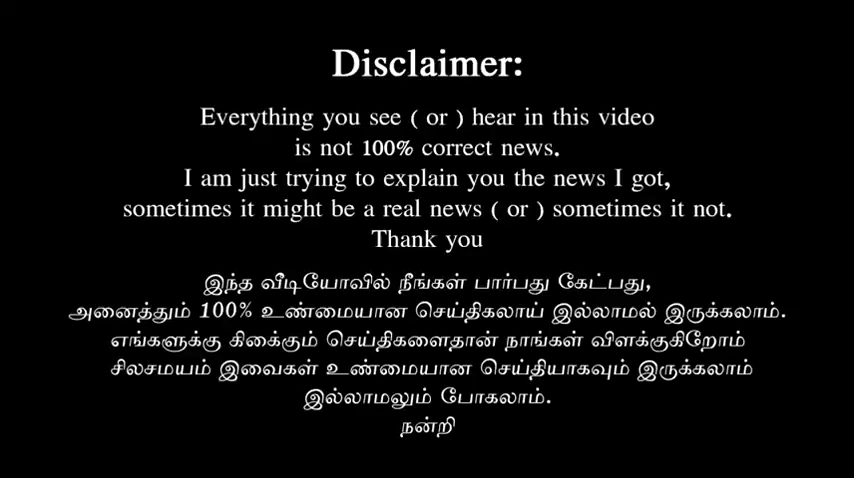 Disclaimer:
Everything you see ( or ) hear in this video
is not 100% correct news.
I am just trying to explain you the news I got,
sometimes it might be a real news ( or ) sometimes it not.
Thank you
இந்த வீடியோவில் நீங்கள் பார்பது கேட்பது,
அனைத்தும் 100% உண்மையான செய்திகலாய் இல்லாமல் இருக்கலாம்.
எங்களுக்கு கிடைக்கும் செய்திகளைதான் நாங்கள் விளக்குகிறோம்
சிலசமயம் இவைகள் உண்மையான செய்தியாகவும் இருக்கலாம்
இல்லாமலும் போகலாம்.
நன்றி